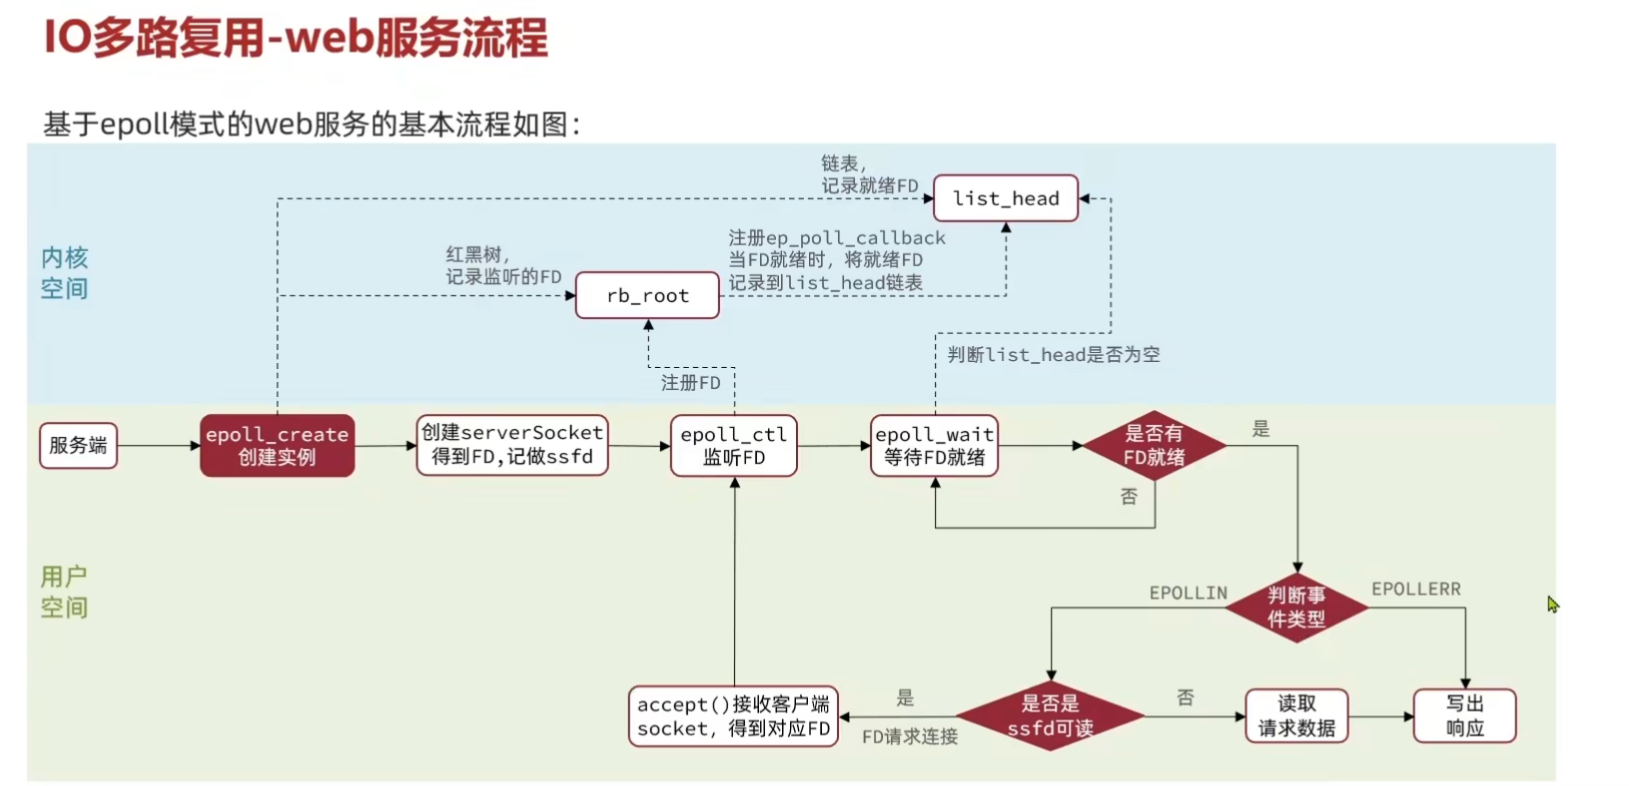 IO多路复用-web服务流程
基于epoll模式的web服务的基本流程如图：
链表，
记录就绪FD
list_head
内核
空间
红黑树，
记录监听的FD
rb_root
注册ep_poll_callback
当FD就绪时，将就绪FD
记录到list_head链表
判断list_head是否为空
注册FD
服务端
epoll_create
创建实例
创建serverSocket
得到FD,记做ssfd
epoll_ctl
监听FD
epoll_wait
等待FD就绪
是否有
FD就绪
是
否
用户
空间
EPOLLIN
判断事
件类型
EPOLLERR
accept()接收客户端
socket，得到对应FD
是
FD请求连接
是否是
ssfd可读
否
读取
请求数据
写出
响应